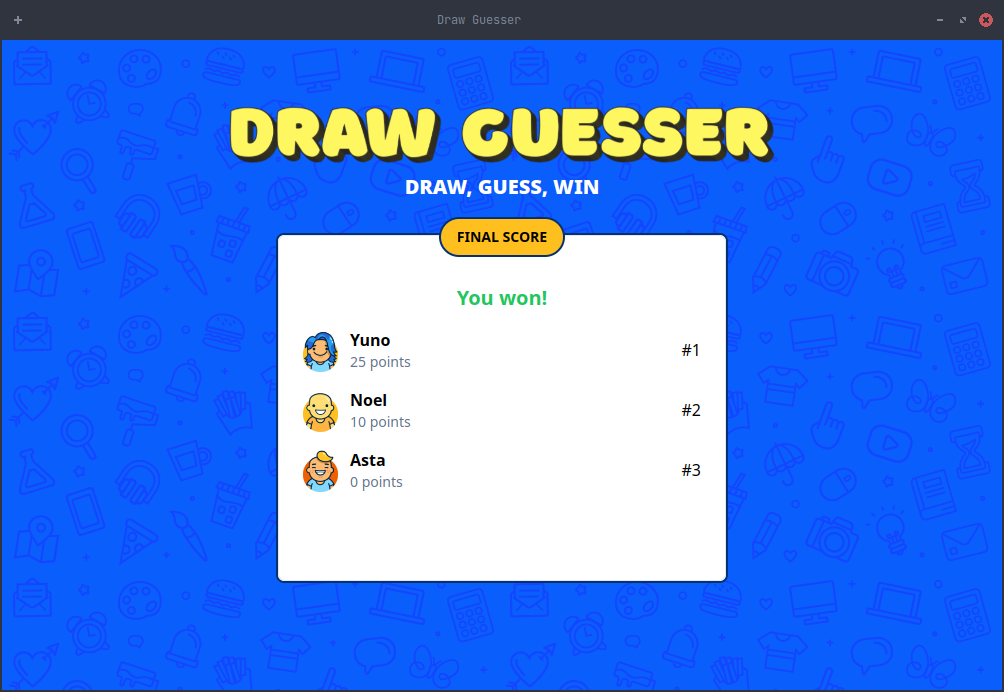 Draw Guesser
DRAW GUESSER
DRAW, GUESS, WIN
FINAL SCORE
You won!
Yuno
25 points
#1
Noel
10 points
#2
Asta
0 points
#3